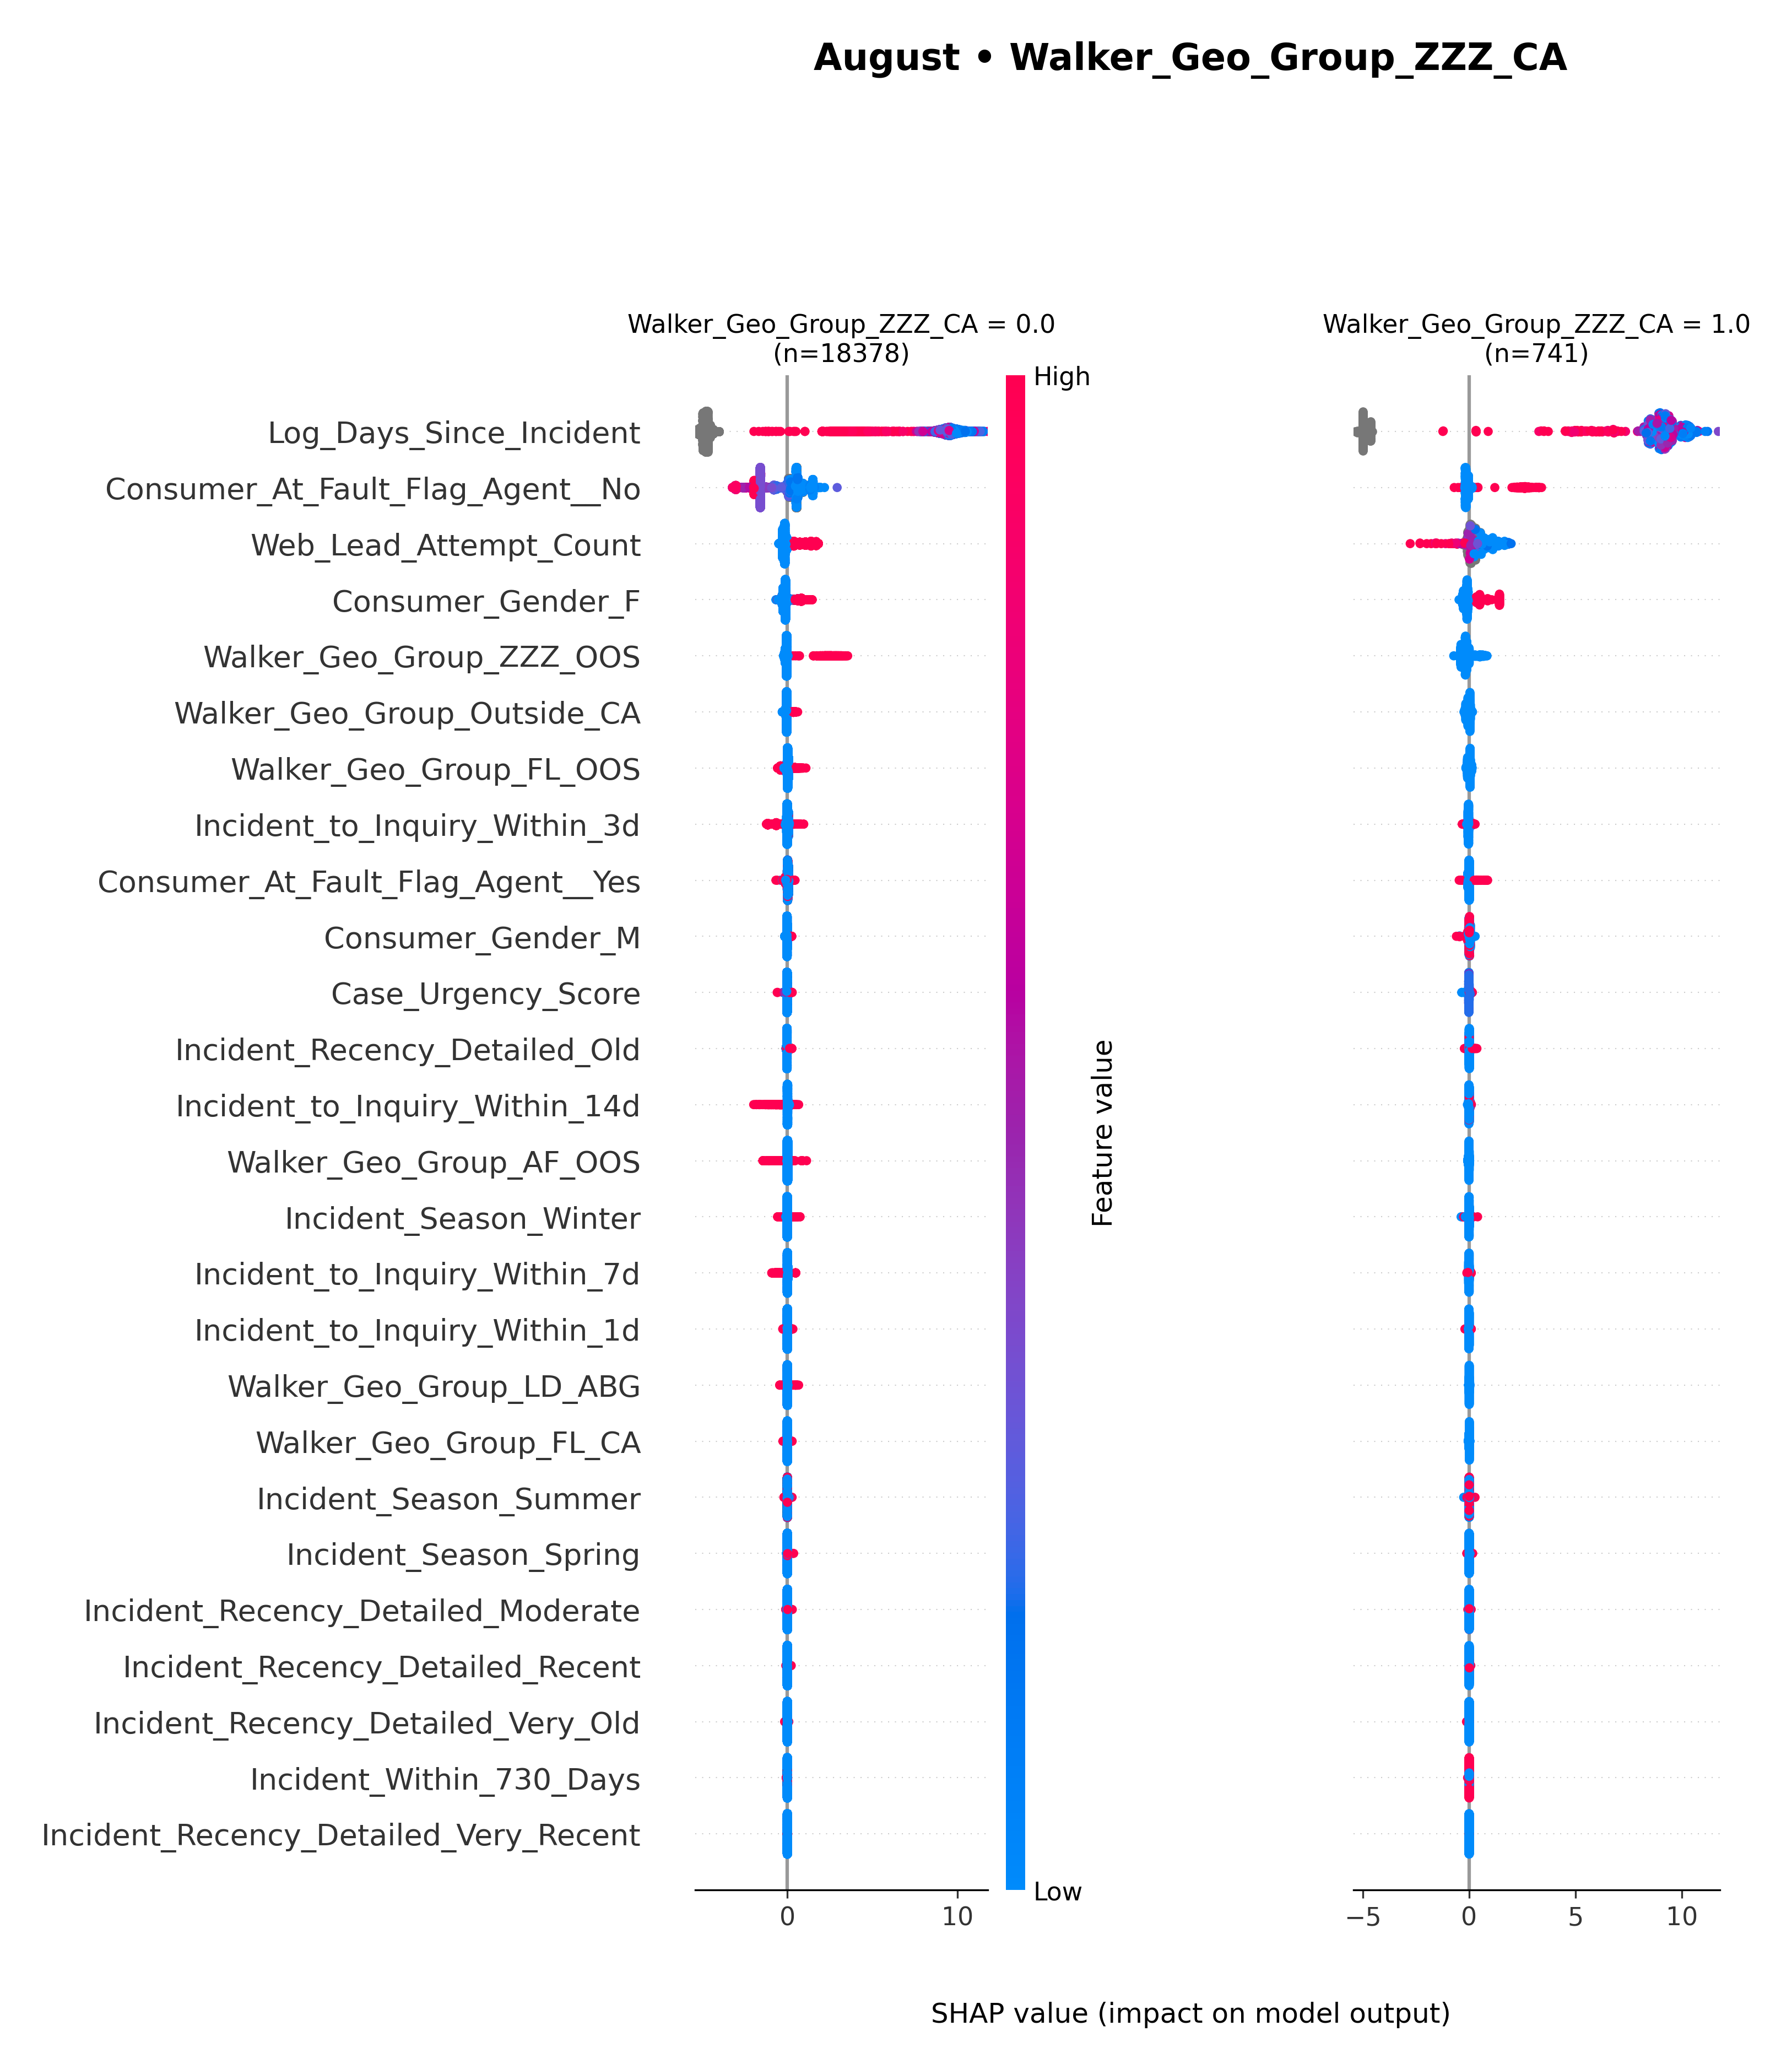 August • Walker_Geo_Group_ZZZ_CA
Walker_Geo_Group_ZZZ_CA = 0.0
(n=18378)
Walker_Geo_Group_ZZZ_CA = 1.0
(n=741)
High
Log_Days_Since_Incident
Consumer_At_Fault_Flag_Agent__No
Web_Lead_Attempt_Count
Consumer_Gender_F
Walker_Geo_Group_ZZZ_OOS
Walker_Geo_Group_Outside_CA
Walker_Geo_Group_FL_OOS
Incident_to_Inquiry_Within_3d
Consumer_At_Fault_Flag_Agent__Yes
Consumer_Gender_M
Case_Urgency_Score
Incident_Recency_Detailed_Old
Incident_to_Inquiry_Within_14d
Walker_Geo_Group_AF_OOS
Incident_Season_Winter
Incident_to_Inquiry_Within_7d
Incident_to_Inquiry_Within_1d
Walker_Geo_Group_LD_ABG
Walker_Geo_Group_FL_CA
Incident_Season_Summer
Incident_Season_Spring
Incident_Recency_Detailed_Moderate
Incident_Recency_Detailed_Recent
Incident_Recency_Detailed_Very_Old
Incident_Within_730_Days
Incident_Recency_Detailed_Very_Recent
Feature value
Low
0 10
−5 0 5 10
SHAP value (impact on model output)